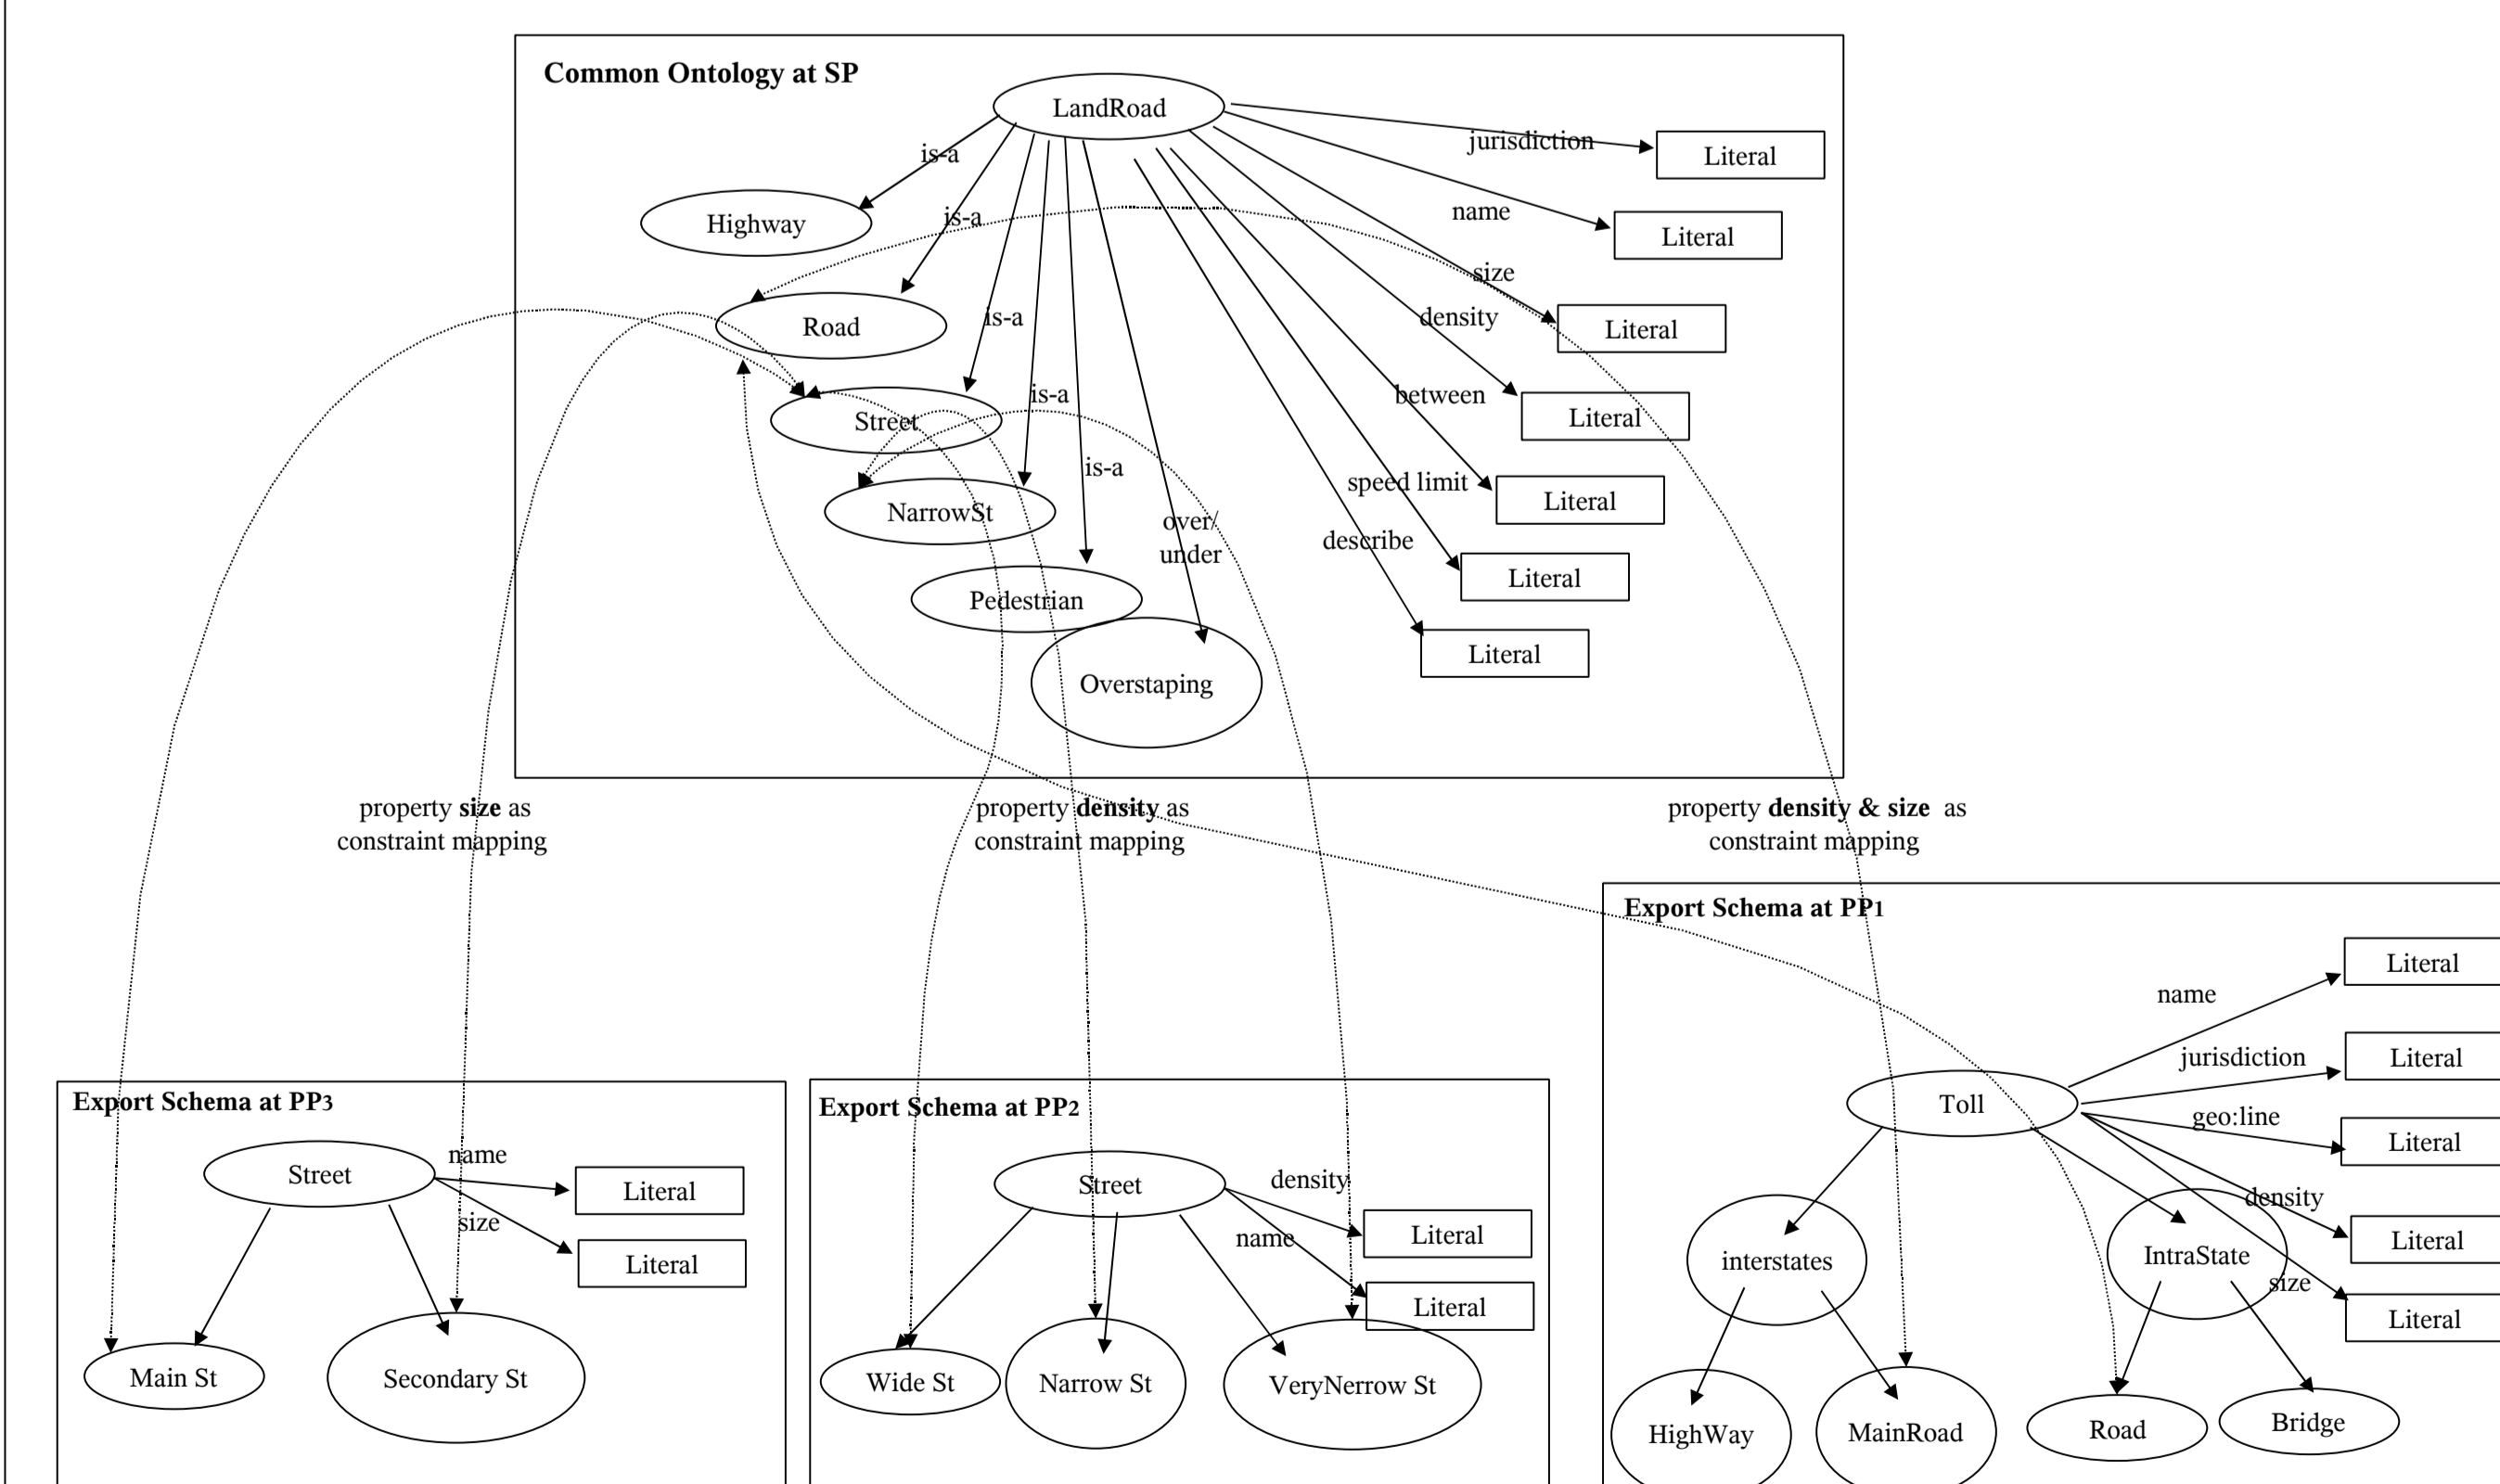 Common Ontology at SP
LandRoad
jurisdiction
Literal
is-a
Highway
is-a
name
Literal
size
Literal
Road
is-a
density
Literal
Street
is-a
between
Literal
NarrowSt
is-a
speed limit
over/
under
describe
Literal
Pedestrian
Literal
Overstaping
property size as
constraint mapping
property density as
constraint mapping
property density & size as
constraint mapping
Export Schema at PP1
Literal
name
jurisdiction
Literal
Toll
geo:line
Literal
density
Literal
interstates
IntraState
size
Literal
HighWay
MainRoad
Road
Bridge
Export Schema at PP3
Street
name
Literal
size
Literal
Main St
Secondary St
Export Schema at PP2
Street
density
Literal
name
Literal
Wide St
Narrow St
VeryNerrow St